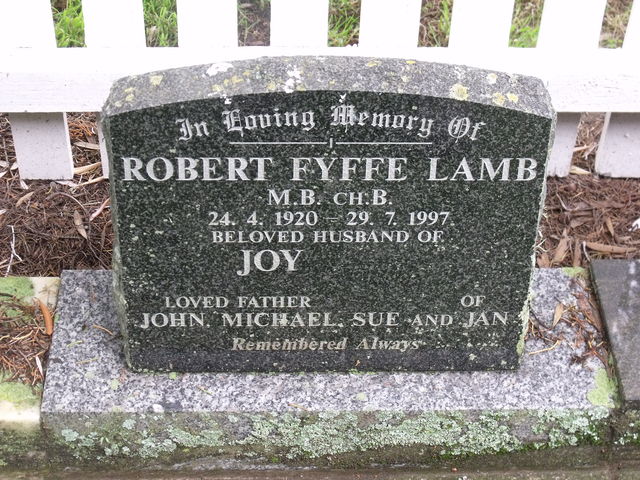 In Loving Memory Of
ROBERT FYFFE LAMB
M.B. CH.B.
24. 4. 1920 - 29. 7. 1997
BELOVED HUSBAND OF
JOY
LOVED FATHER OF
JOHN, MICHAEL, SUE AND JAN
Remembered Always